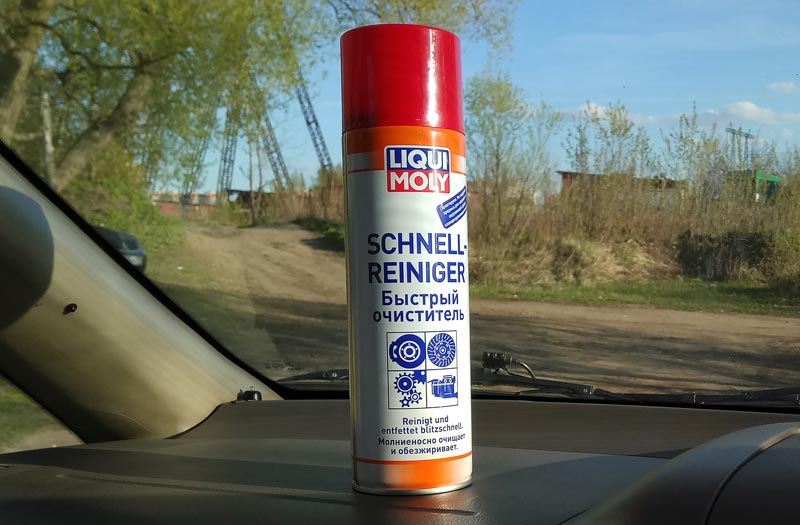 LIQUI
MOLY
SCHNELL-
REINIGER
Быстрый
очиститель
Reinigt und
entfettet blitzschnell.
Молниеносно очищает
и обезжиривает.